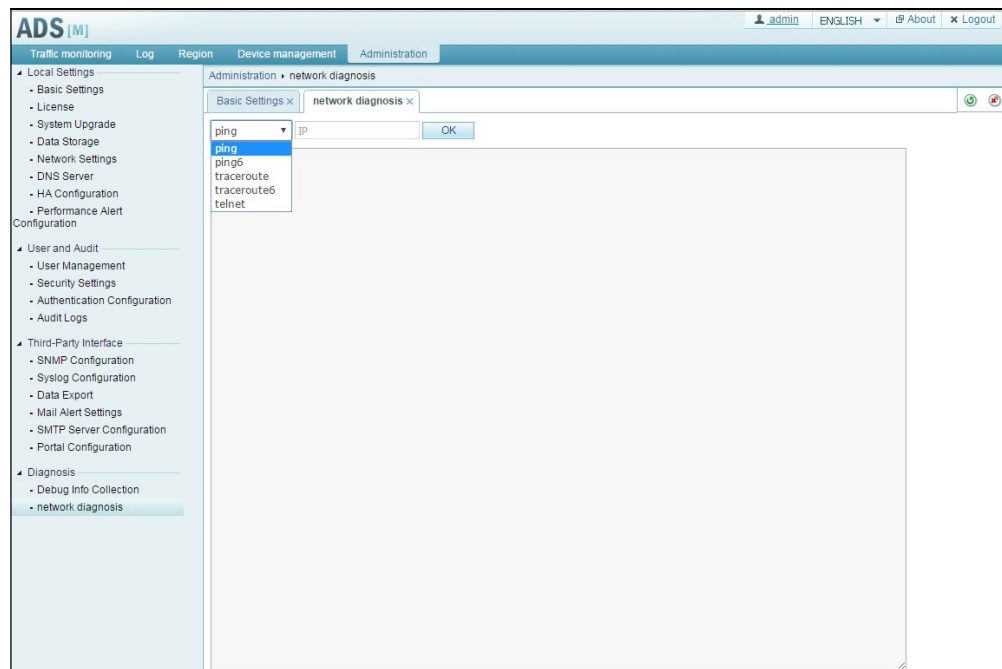 ADS [M]
admin ENGLISH About Logout
Traffic monitoring Log Region Device management Administration
Local Settings
Basic Settings
License
System Upgrade
Data Storage
Network Settings
DNS Server
HA Configuration
Performance Alert
Configuration
User and Audit
User Management
Security Settings
Authentication Configuration
Audit Logs
Third-Party Interface
SNMP Configuration
Syslog Configuration
Data Export
Mail Alert Settings
SMTP Server Configuration
Portal Configuration
Diagnosis
Debug Info Collection
network diagnosis
Administration network diagnosis
Basic Settings network diagnosis
ping IP OK
ping
ping6
traceroute
traceroute6
telnet